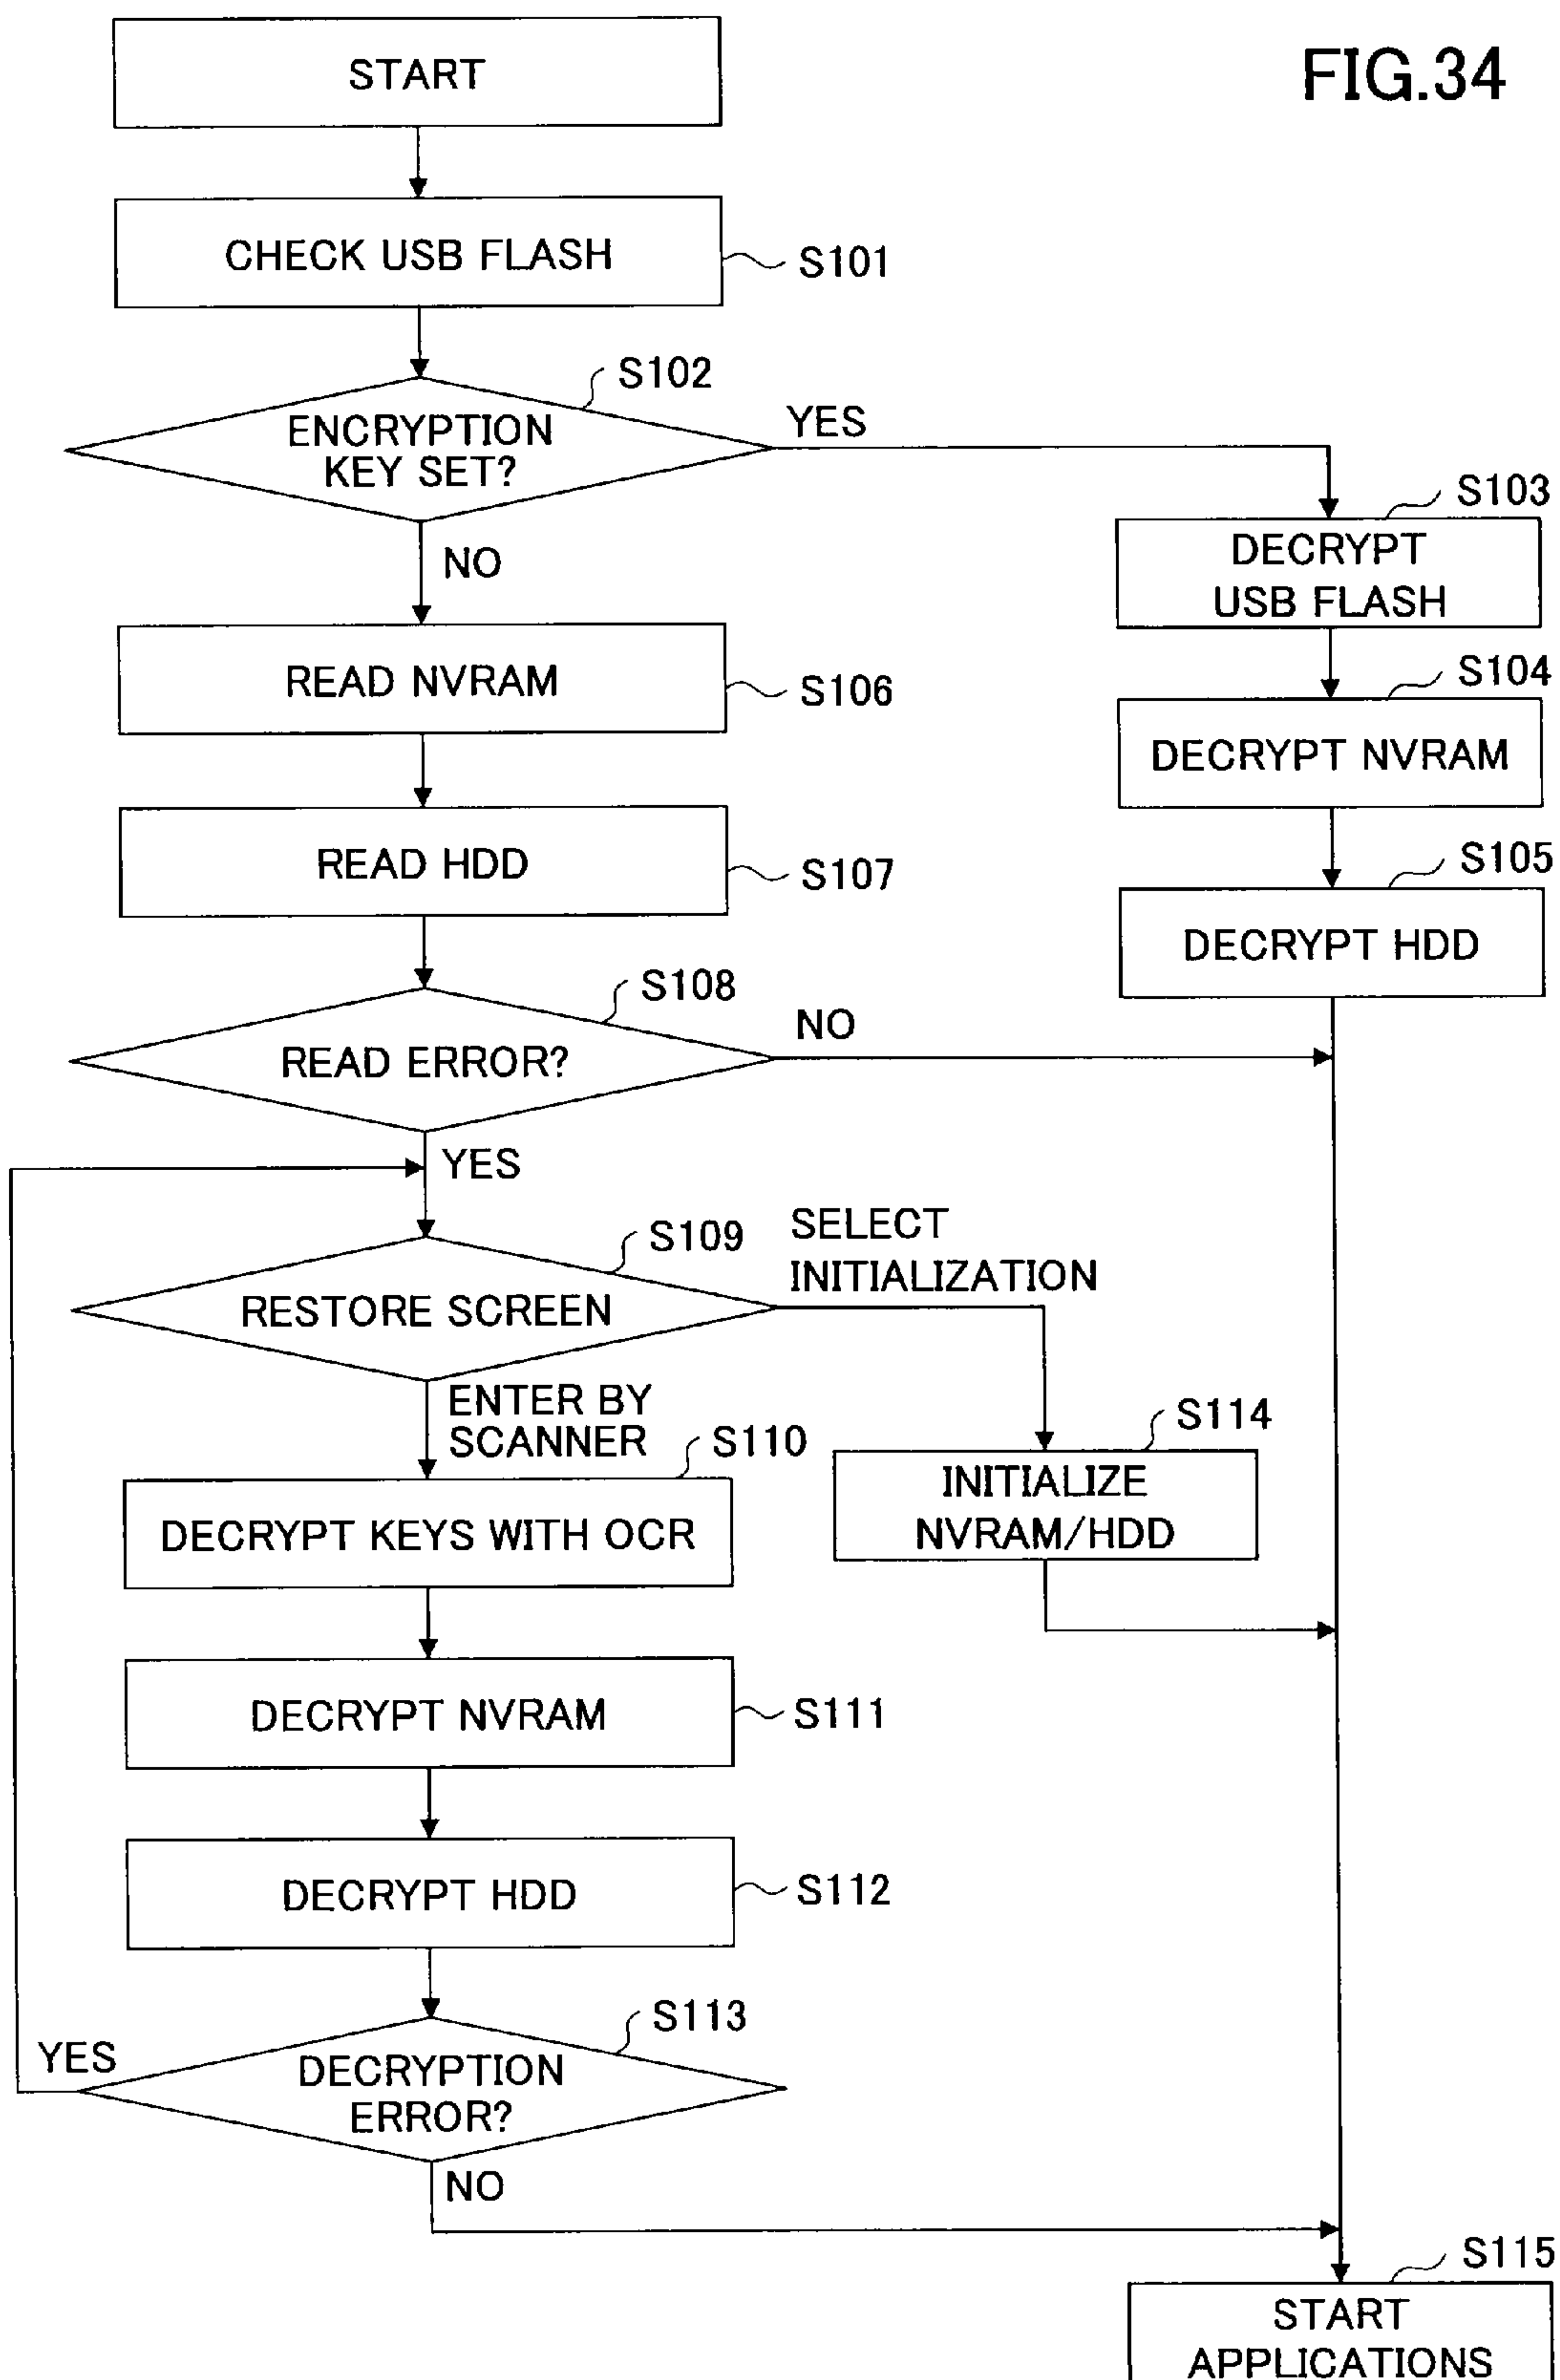 FIG.34
START
CHECK USB FLASH
S101
S102
ENCRYPTION
KEY SET?
YES
NO
S103
DECRYPT
USB FLASH
S104
DECRYPT NVRAM
S105
DECRYPT HDD
READ NVRAM
S106
READ HDD
S107
S108
READ ERROR?
NO
YES
S109
RESTORE SCREEN
SELECT
INITIALIZATION
ENTER BY
SCANNER
S110
DECRYPT KEYS WITH OCR
S114
INITIALIZE
NVRAM/HDD
DECRYPT NVRAM
S111
DECRYPT HDD
S112
S113
DECRYPTION
ERROR?
YES
NO
S115
START
APPLICATIONS